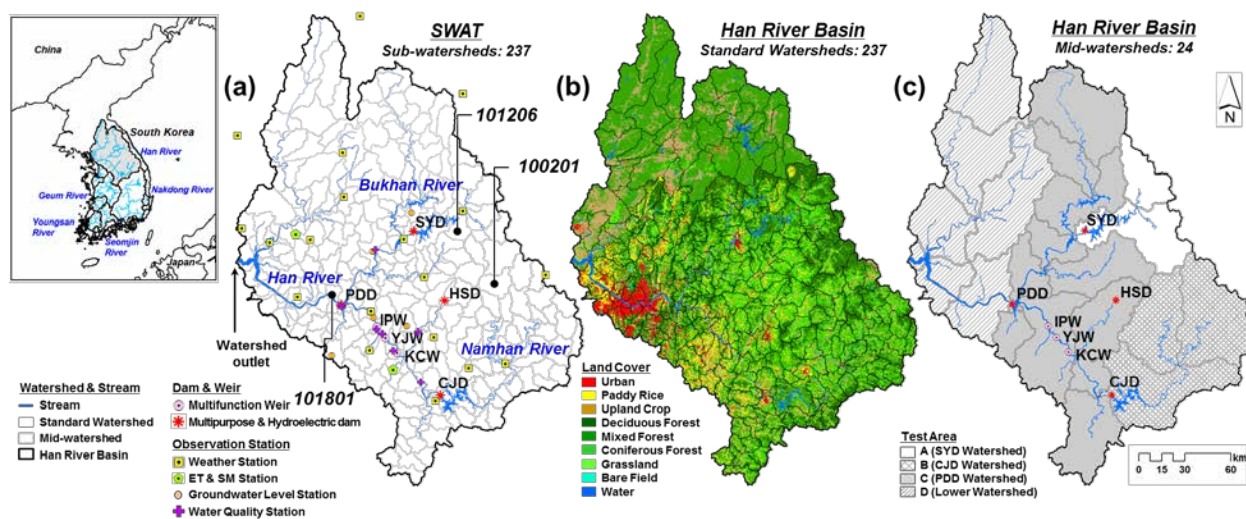 China
South Korea
Han River
Geum River
Nakdong River
Youngsan
River
Seomjin
River
Japan
SWAT
Sub-watersheds: 237
(a)
101206
100201
Bukhan River
SYD
Han River
PDD
HSD
IPW
YJW
KCW
Namhan River
CJD
Watershed
outlet
101801
Watershed & Stream
Stream
Standard Watershed
Mid-watershed
Han River Basin
Dam & Weir
Multifunction Weir
Multipurpose & Hydroelectric dam
Observation Station
Weather Station
ET & SM Station
Groundwater Level Station
Water Quality Station
Han River Basin
Standard Watersheds: 237
(b)
Land Cover
Urban
Paddy Rice
Upland Crop
Deciduous Forest
Mixed Forest
Coniferous Forest
Grassland
Bare Field
Water
Han River Basin
Mid-watersheds: 24
(c)
N
SYD
PDD
HSD
IPW
YJW
KCW
CJD
Test Area
A (SYD Watershed)
B (CJD Watershed)
C (PDD Watershed)
D (Lower Watershed)
km
0 15 30 60